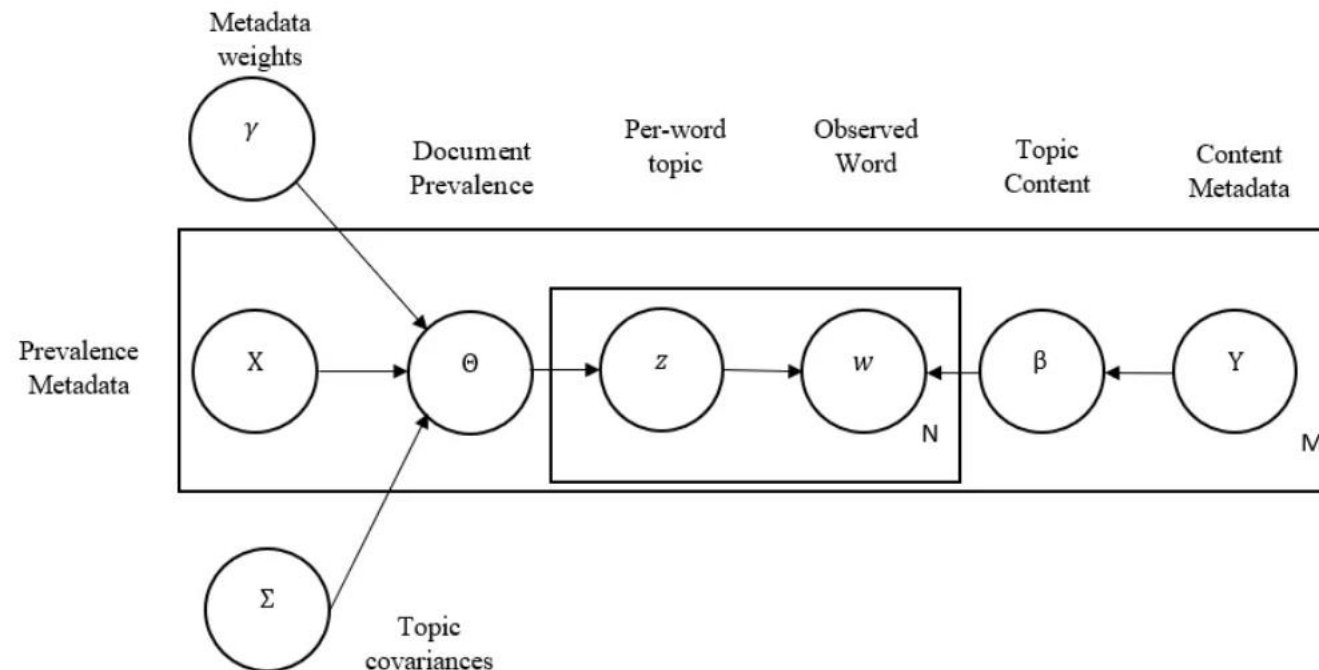 Metadata
weights
γ
Document
Prevalence
Per-word
topic
Observed
Word
Topic
Content
Content
Metadata
Prevalence
Metadata
X
Θ
z
w
β
Y
N
M
Σ
Topic
covariances